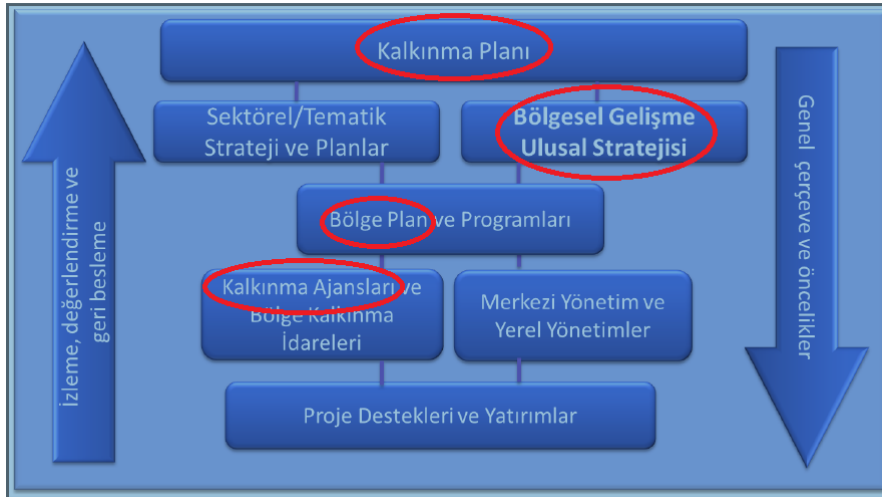 Kalkınma Planı
Sektörel/Tematik
Strateji ve Planlar
Bölgesel Gelişme
Ulusal Stratejisi
Bölge Plan ve Programları
Kalkınma Ajansları ve
Bölge Kalkınma
İdareleri
Merkezi Yönetim ve
Yerel Yönetimler
Proje Destekleri ve Yatırımlar
İzleme, değerlendirme ve
geri besleme
Genel çerçeve ve öncelikler